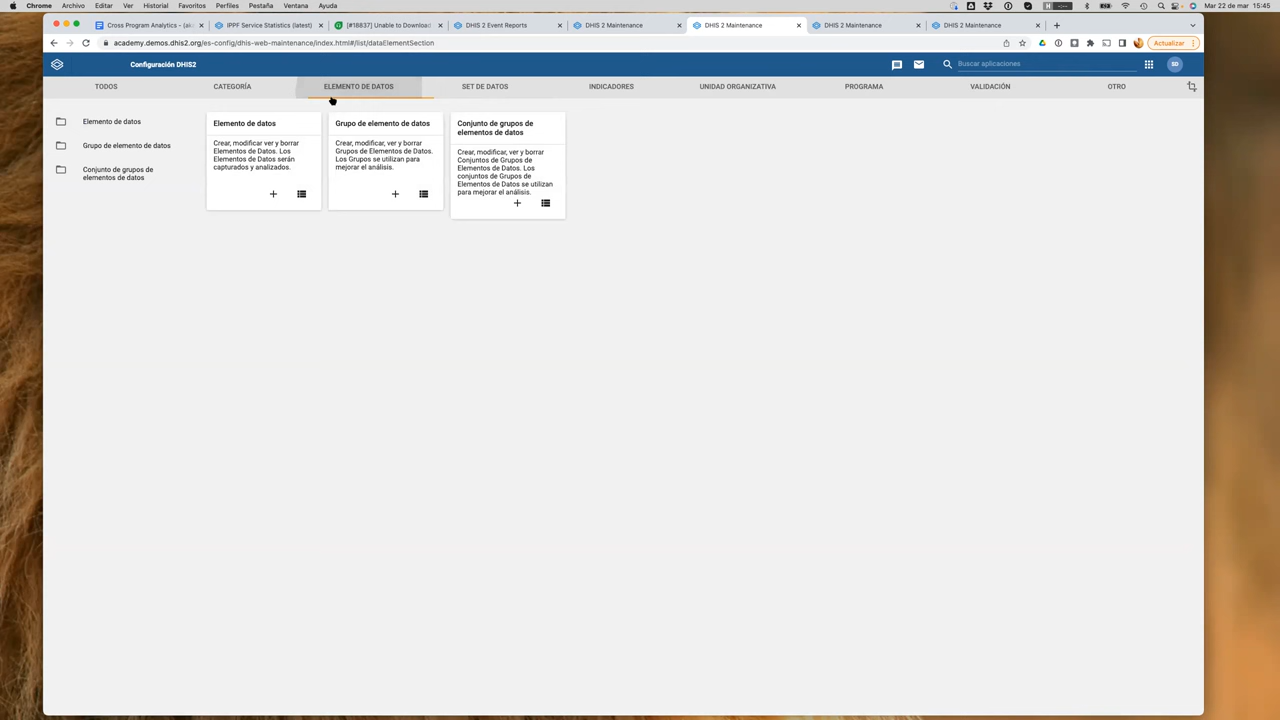 Chrome Archivo Editar Ver Historial Favoritos Perfiles Pestaña Ventana Ayuda
Mar 22 de mar 15:45
Cross Program Analytics – (ake
IPPF Service Statistics (latest)
[#18837] Unable to Download
DHIS 2 Event Reports
DHIS 2 Maintenance
DHIS 2 Maintenance
DHIS 2 Maintenance
DHIS 2 Maintenance
academy.demos.dhis2.org/es-config/dhis-web-maintenance/index.html#/list/dataElementSection
Actualizar
Configuración DHIS2
Buscar aplicaciones
SD
TODOS
CATEGORÍA
ELEMENTO DE DATOS
SET DE DATOS
INDICADORES
UNIDAD ORGANIZATIVA
PROGRAMA
VALIDACIÓN
OTRO
Elemento de datos
Grupo de elemento de datos
Conjunto de grupos de
elementos de datos
Elemento de datos
Crear, modificar ver y borrar
Elementos de Datos. Los
Elementos de Datos serán
capturados y analizados.
Grupo de elemento de datos
Crear, modificar, ver y borrar
Grupos de Elementos de Datos.
Los Grupos se utilizan para
mejorar el análisis.
Conjunto de grupos de
elementos de datos
Crear, modificar, ver y borrar
Conjuntos de Grupos de
Elementos de Datos. Los
conjuntos de Grupos de
Elementos de Datos se utilizan
para mejorar el análisis.